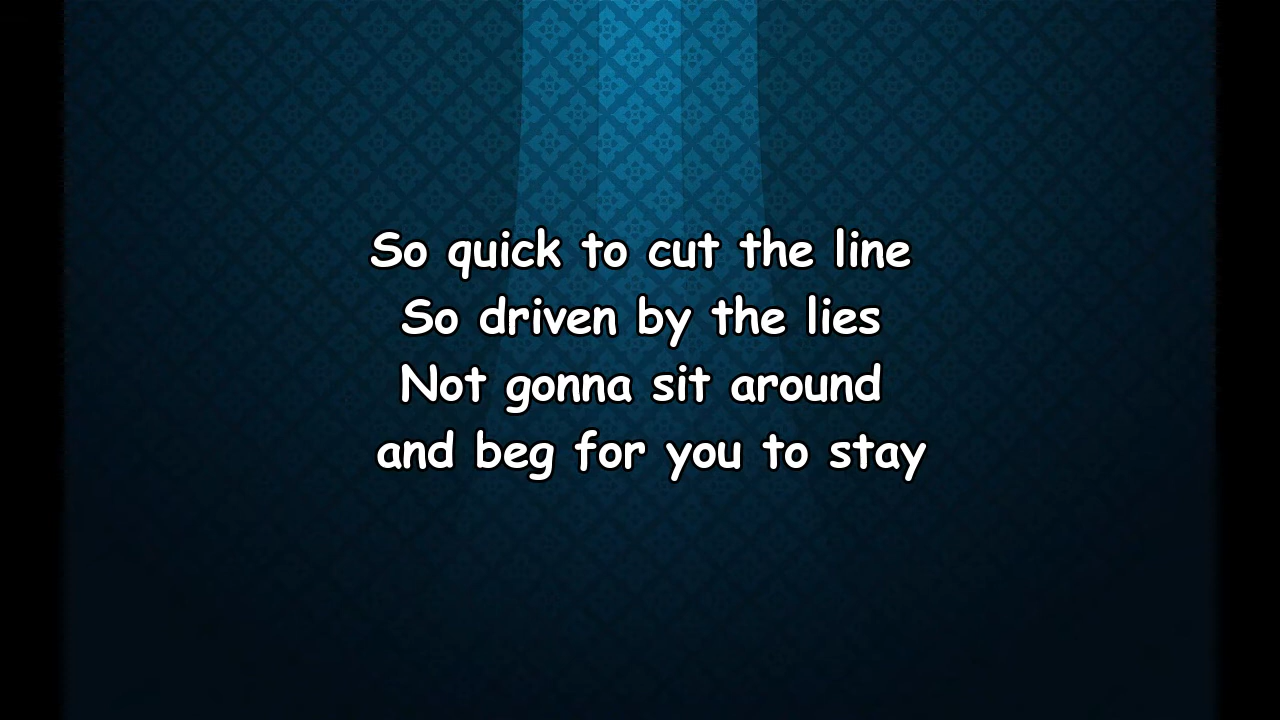 So quick to cut the line
So driven by the lies
Not gonna sit around
and beg for you to stay